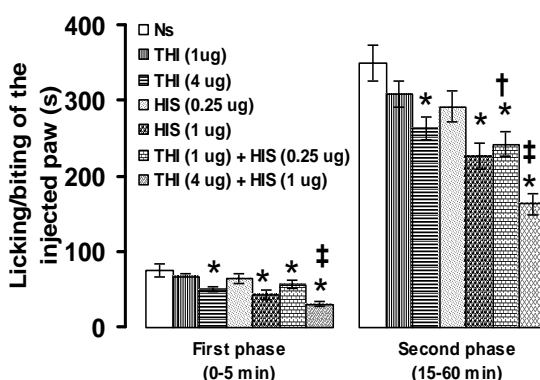 Licking/biting of the
injected paw (s)
400
300
200
100
0
Ns
THI (1ug)
THI (4 ug)
HIS (0.25 ug)
HIS (1 ug)
THI (1 ug) + HIS (0.25 ug)
THI (4 ug) + HIS (1 ug)
*
*
*
‡
*
*
*
†
*
‡
*
First phase
(0-5 min)
Second phase
(15-60 min)